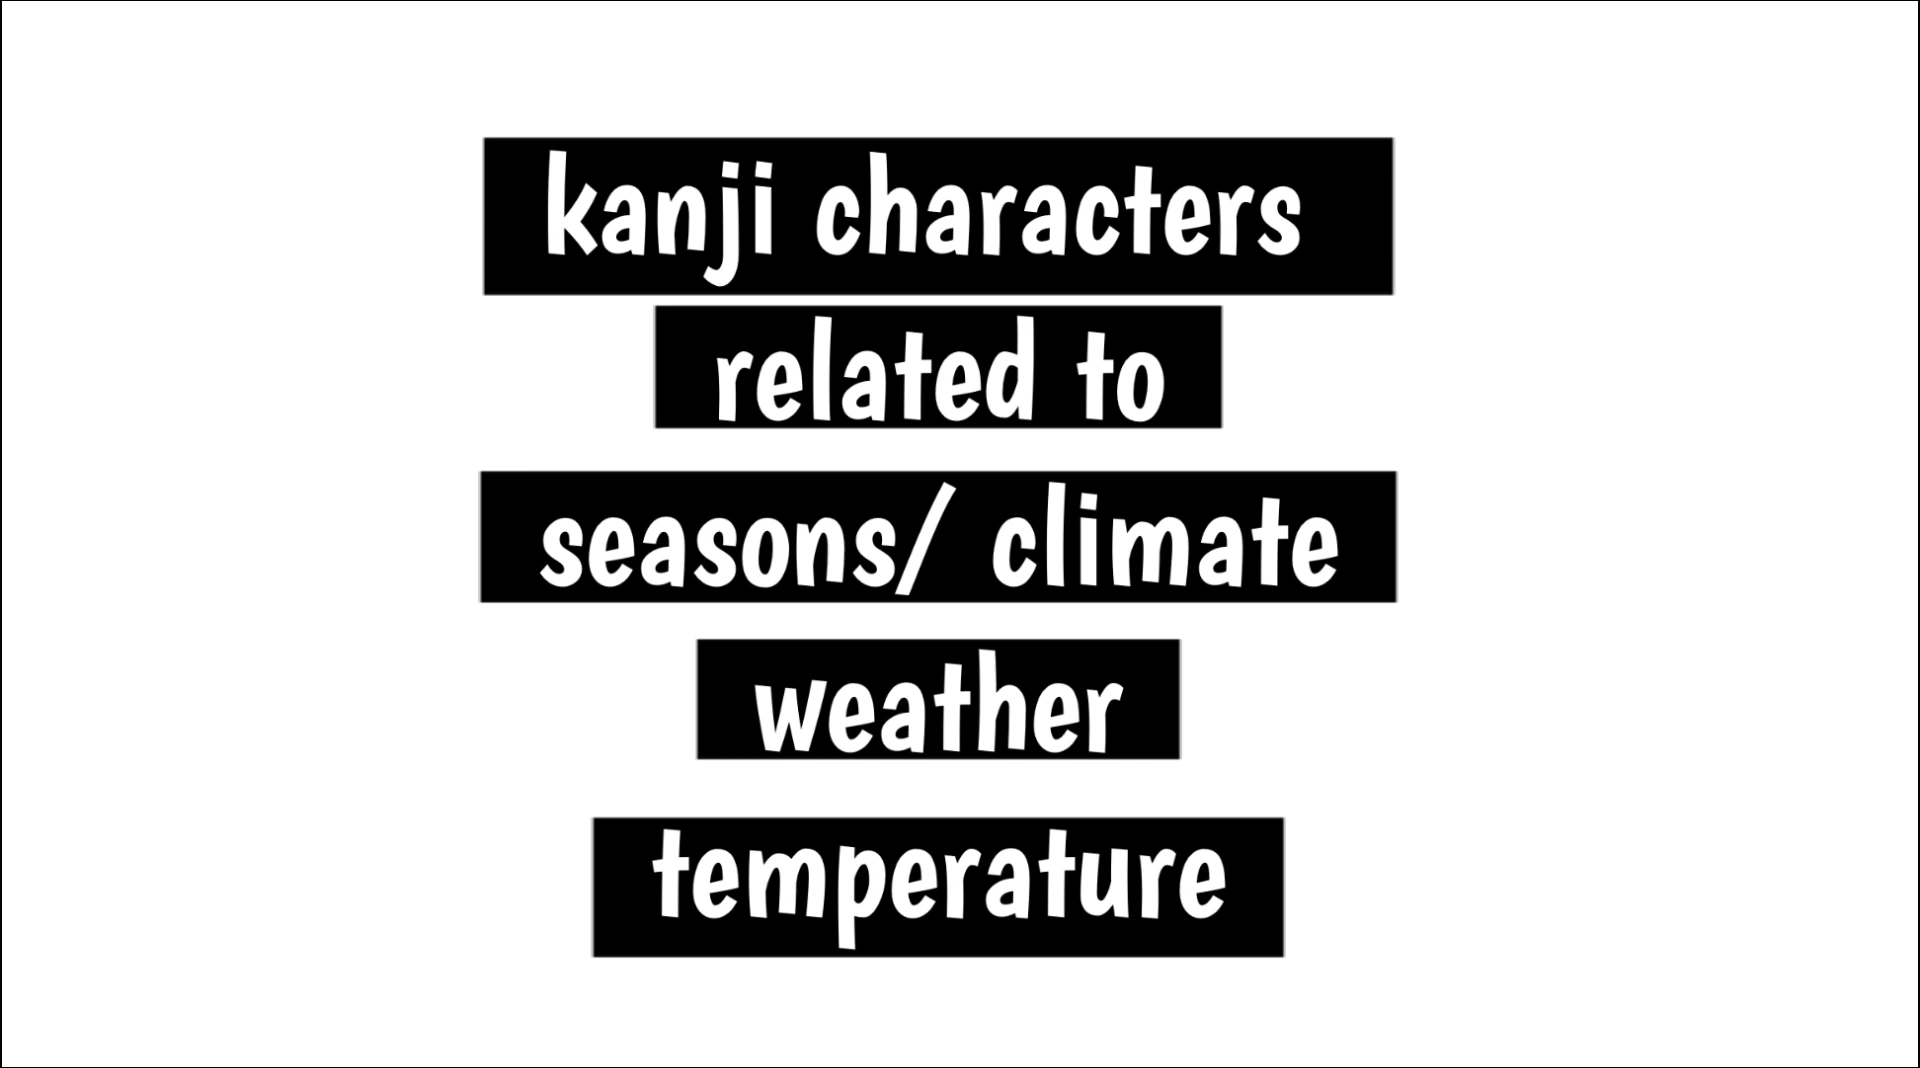 kanji characters
related to
seasons/ climate
weather
temperature